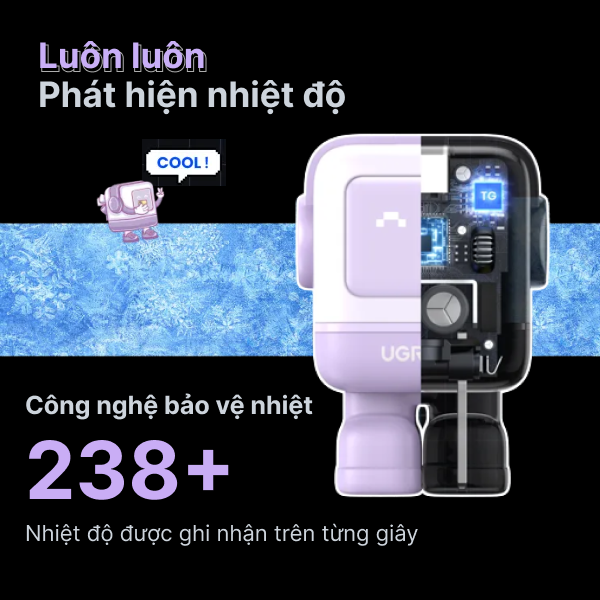 Luôn luôn
Phát hiện nhiệt độ
COOL!
TG
UGR
Công nghệ bảo vệ nhiệt
238+
Nhiệt độ được ghi nhận trên từng giây